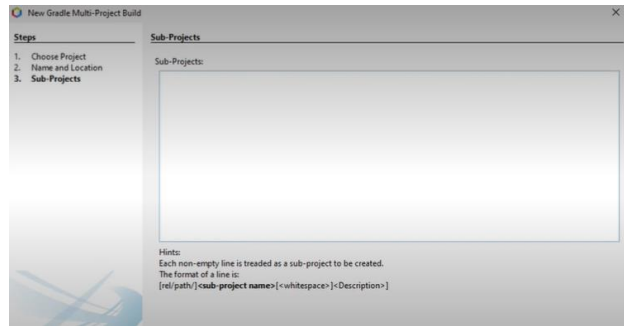 New Gradle Multi-Project Build
Steps
1. Choose Project
2. Name and Location
3. Sub-Projects
Sub-Projects
Sub-Projects:
Hints:
Each non-empty line is treaded as a sub-project to be created.
The format of a line is:
[rel/path/]<sub-project name>[<whitespace>]<Description>]